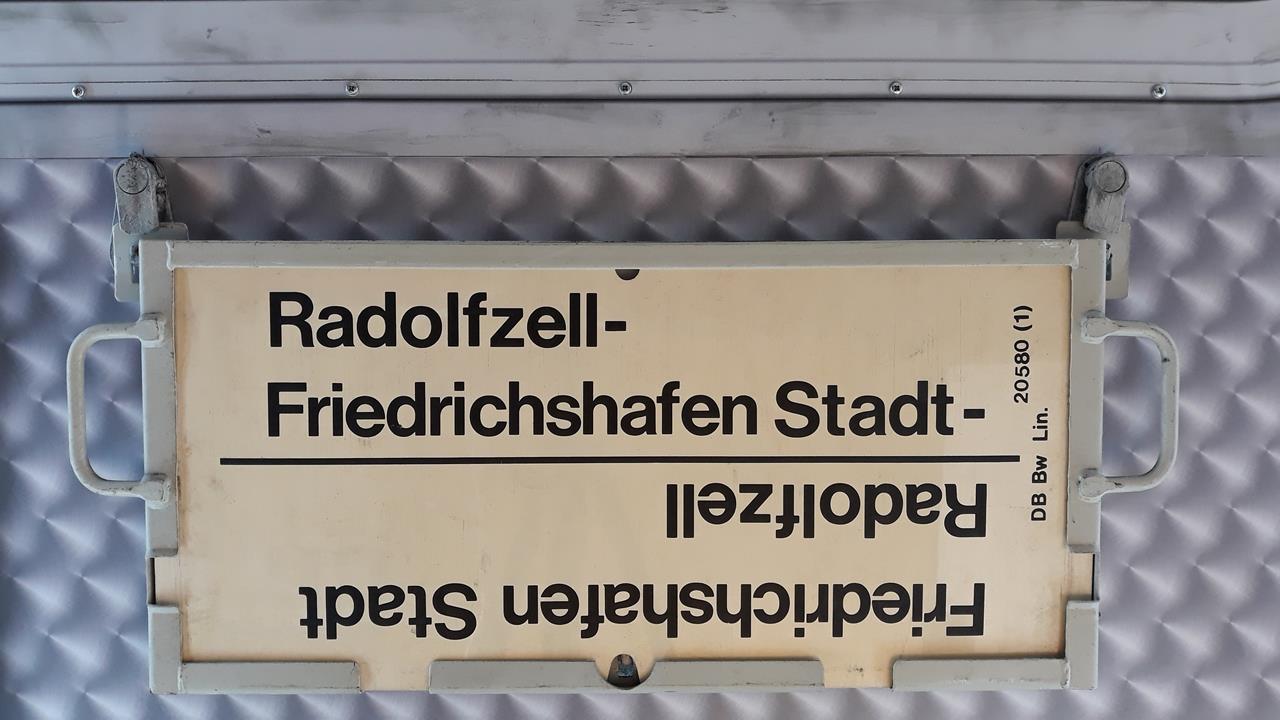 Radolfzell-
Friedrichshafen Stadt-
Radolfzell
Friedrichshafen Stadt
20580 (1)
DB Bw Lin.